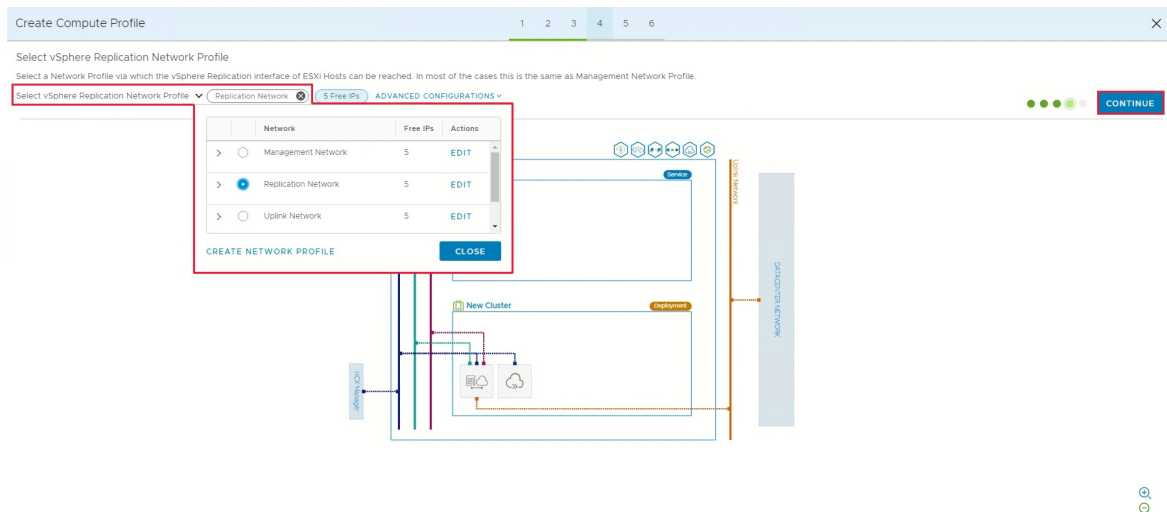 Create Compute Profile
1 2 3 4 5 6
Select vSphere Replication Network Profile
Select a Network Profile via which the vSphere Replication interface of ESXi Hosts can be reached. In most of the cases this is the same as Management Network Profile.
Select vSphere Replication Network Profile Replication Network 5 Free IPs ADVANCED CONFIGURATIONS
CONTINUE
Network Free IPs Actions
Management Network 5 EDIT
Replication Network 5 EDIT
Uplink Network 5 EDIT
CREATE NETWORK PROFILE CLOSE
Service
Uplink Network
DATACENTER NETWORK
New Cluster Deployment
HCX Manager